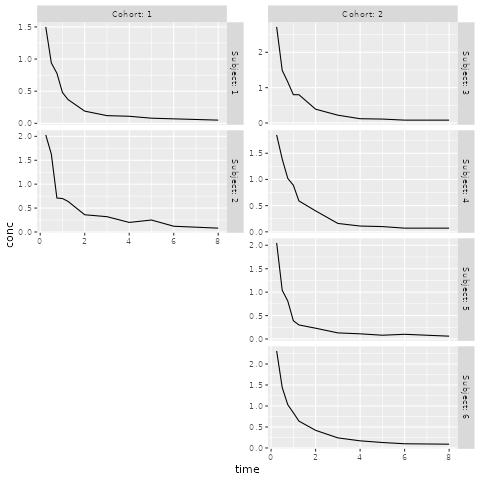 Cohort: 1
Cohort: 2
1.5
1.0
0.5
0.0
Subject: 1
2
1
0
Subject: 3
2.0
1.5
1.0
0.5
0.0
Subject: 2
0 2 4 6 8
1.5
1.0
0.5
0.0
Subject: 4
conc
2.0
1.5
1.0
0.5
0.0
Subject: 5
2.0
1.5
1.0
0.5
0.0
Subject: 6
0 2 4 6 8
time